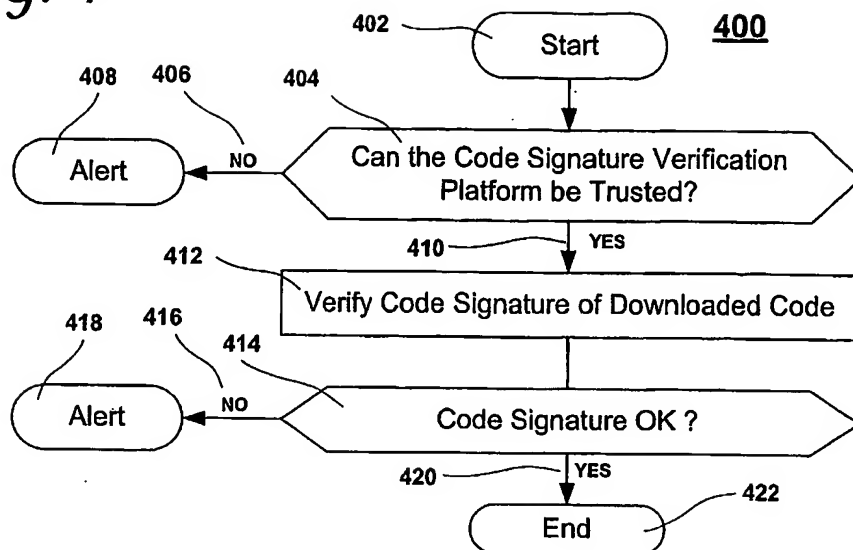 402
Start
400
408
406
404
Alert
NO
Can the Code Signature Verification
Platform be Trusted?
410
YES
412
Verify Code Signature of Downloaded Code
418
416
414
Alert
NO
Code Signature OK ?
420
YES
422
End